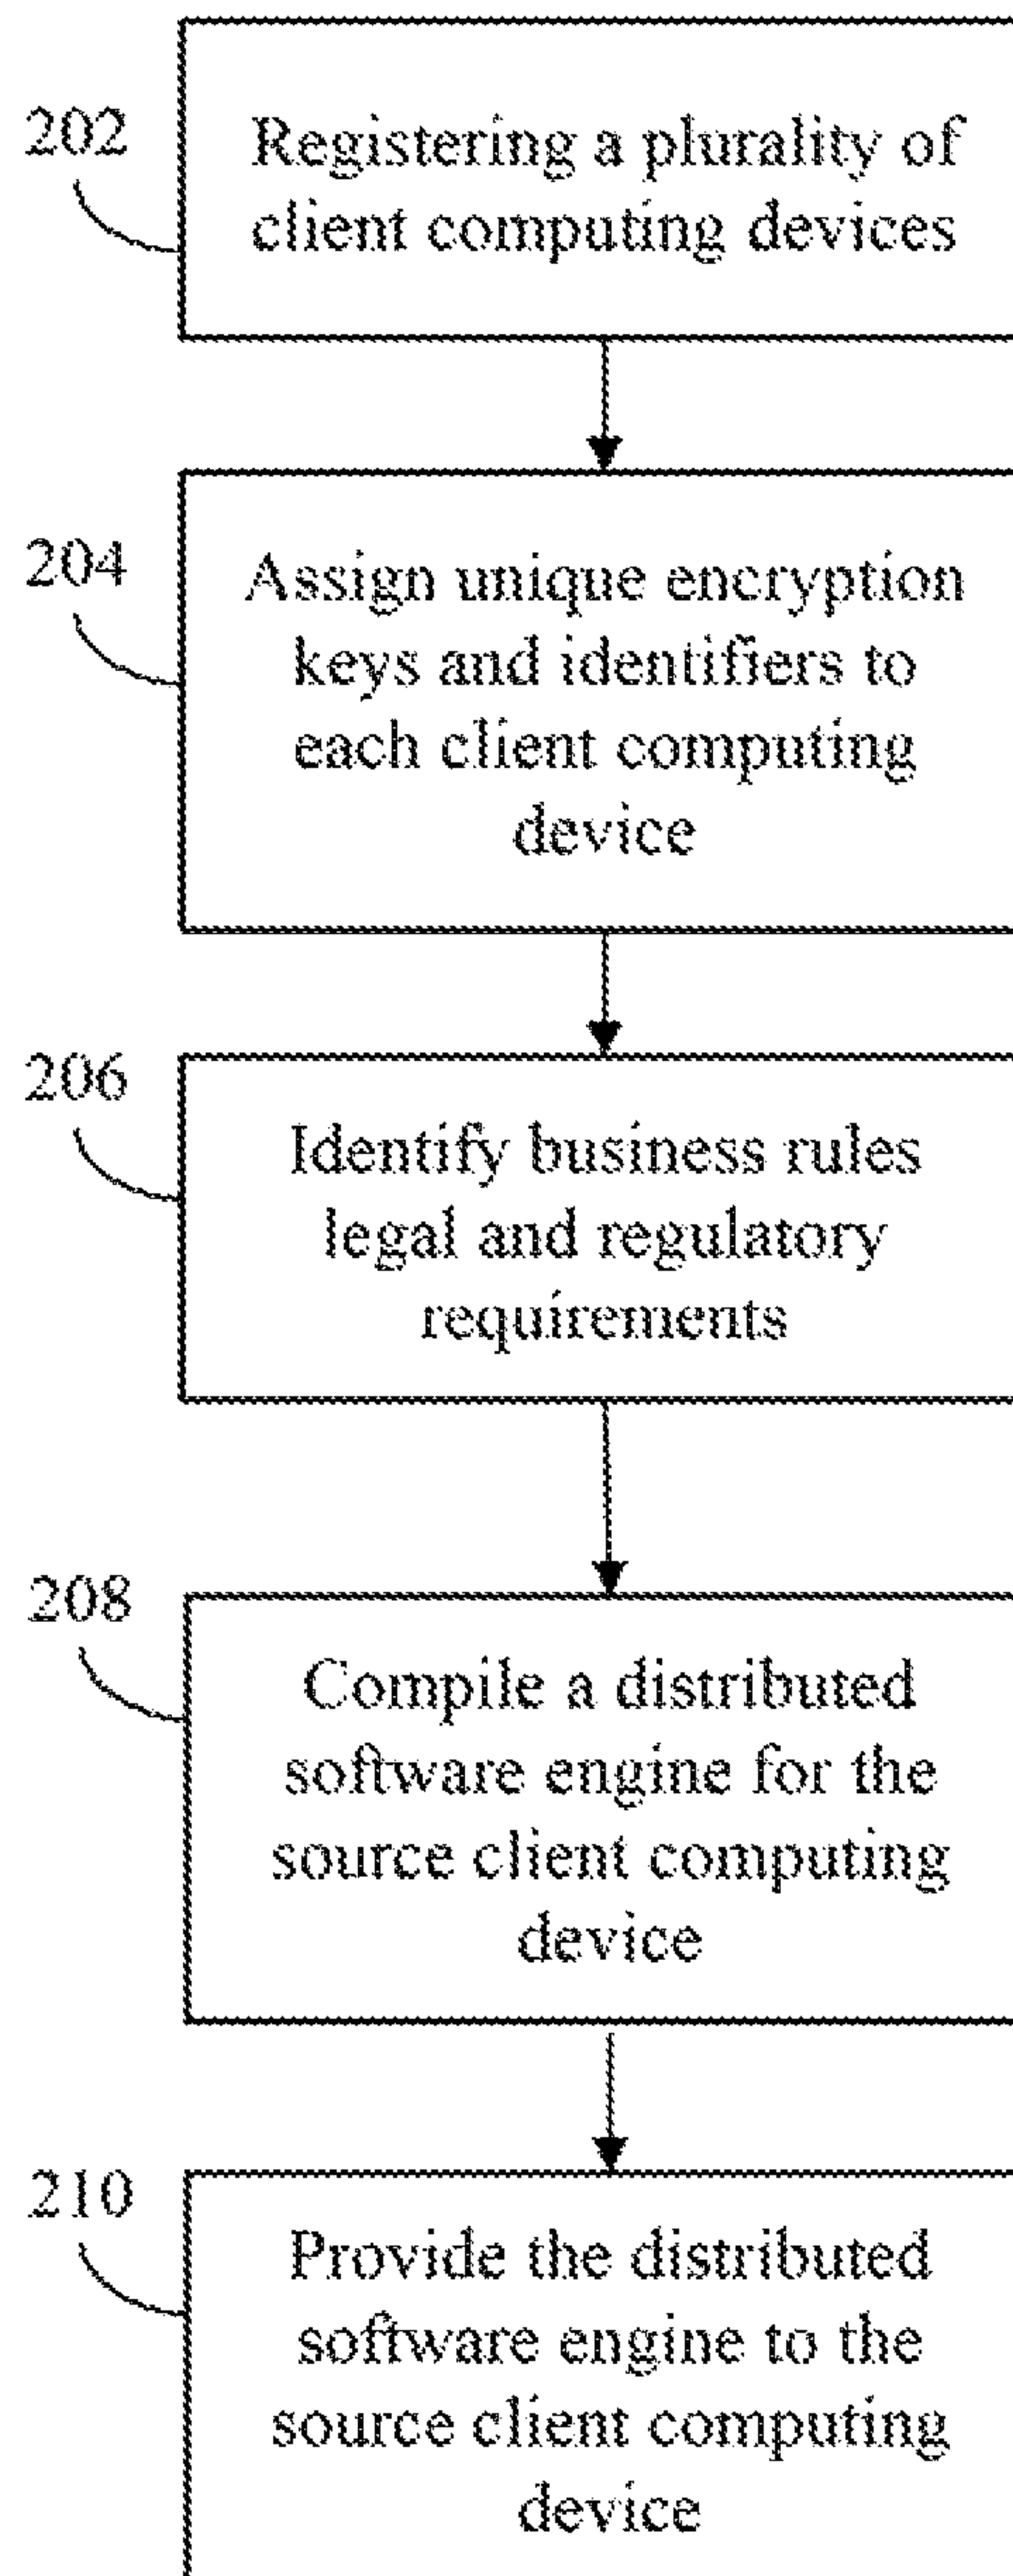 202
Registering a plurality of
client computing devices
204
Assign unique encryption
keys and identifiers to
each client computing
device
206
Identify business rules
legal and regulatory
requirements
208
Compile a distributed
software engine for the
source client computing
device
210
Provide the distributed
software engine to the
source client computing
device